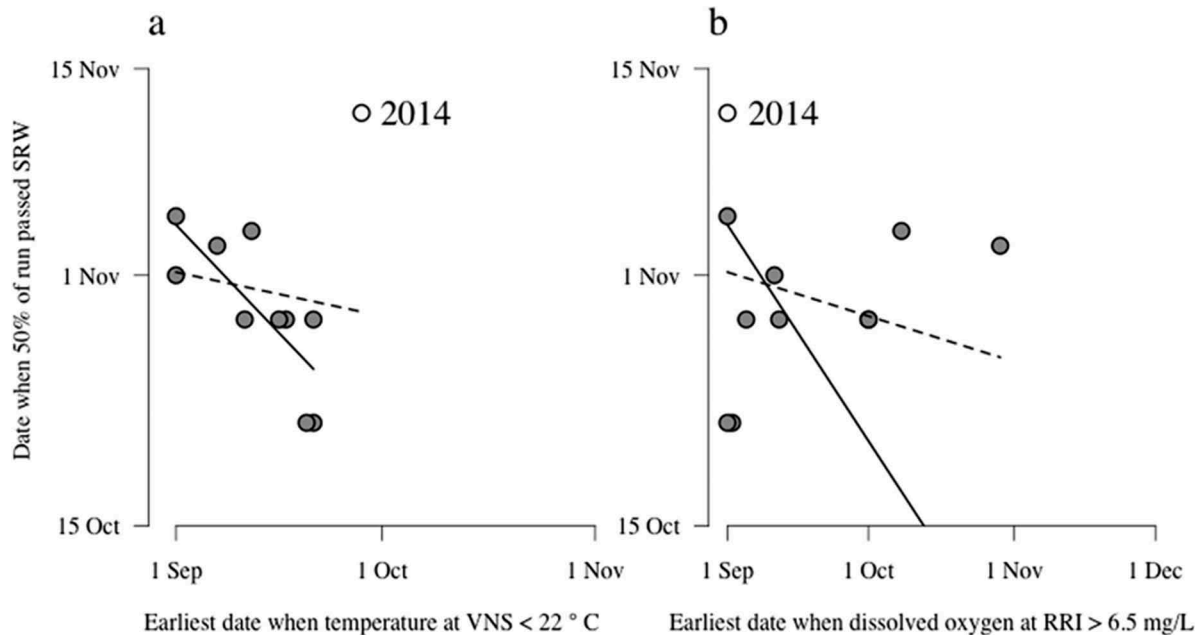 a
15 Nov
1 Nov
15 Oct
2014
1 Sep
1 Oct
1 Nov
Date when 50% of run passed SRW
Earliest date when temperature at VNS < 22 ° C
b
15 Nov
1 Nov
15 Oct
2014
1 Sep
1 Oct
1 Nov
1 Dec
Earliest date when dissolved oxygen at RRI > 6.5 mg/L